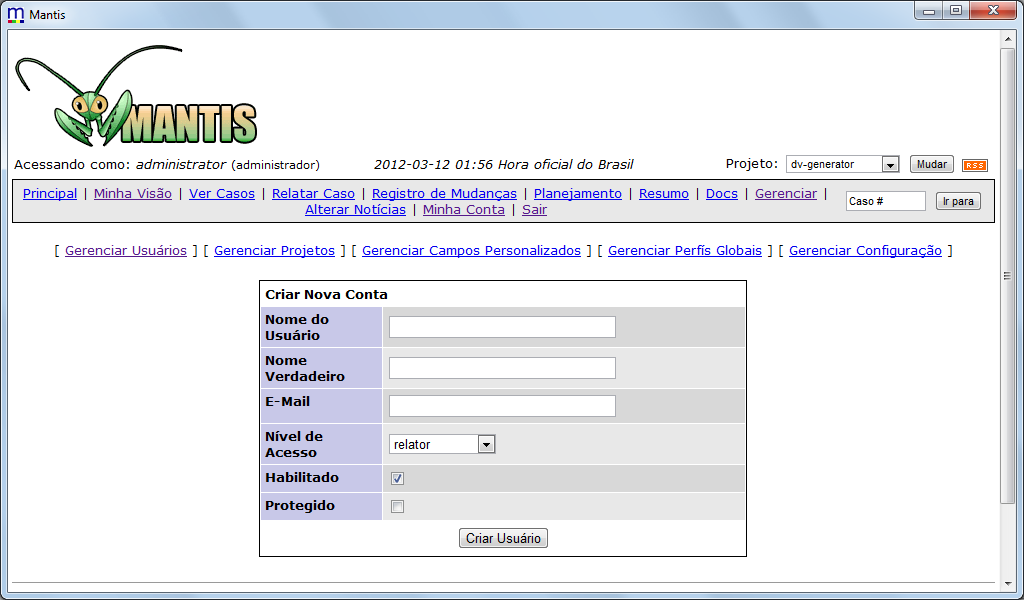 Mantis
MANTIS
Acessando como: administrator (administrador) 2012-03-12 01:56 Hora oficial do Brasil Projeto: dv-generator Mudar RSS
Principal | Minha Visão | Ver Casos | Relatar Caso | Registro de Mudanças | Planejamento | Resumo | Docs | Gerenciar |
Alterar Notícias | Minha Conta | Sair
Caso # Ir para
[ Gerenciar Usuários ] [ Gerenciar Projetos ] [ Gerenciar Campos Personalizados ] [ Gerenciar Perfís Globais ] [ Gerenciar Configuração ]
Criar Nova Conta
Nome do
Usuário
Nome
Verdadeiro
E-Mail
Nível de
Acesso
relator
Habilitado
Protegido
Criar Usuário